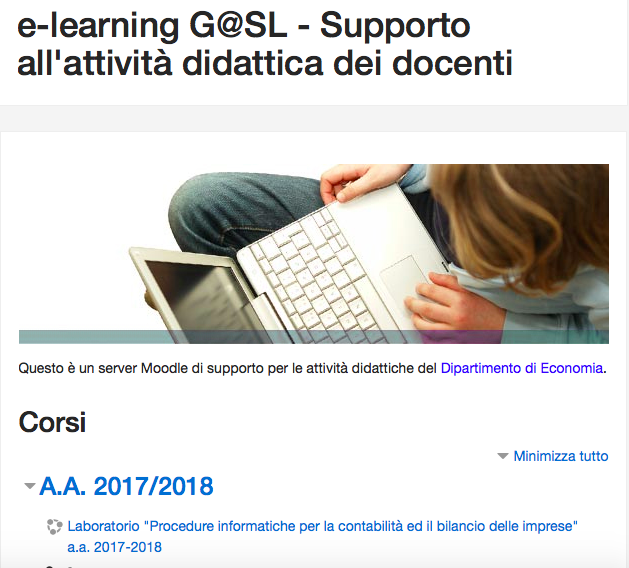 e-learning G@SL - Supporto
all'attività didattica dei docenti
Questo è un server Moodle di supporto per le attività didattiche del Dipartimento di Economia.
Corsi
Minimizza tutto
A.A. 2017/2018
Laboratorio "Procedure informatiche per la contabilità ed il bilancio delle imprese"
a.a. 2017-2018